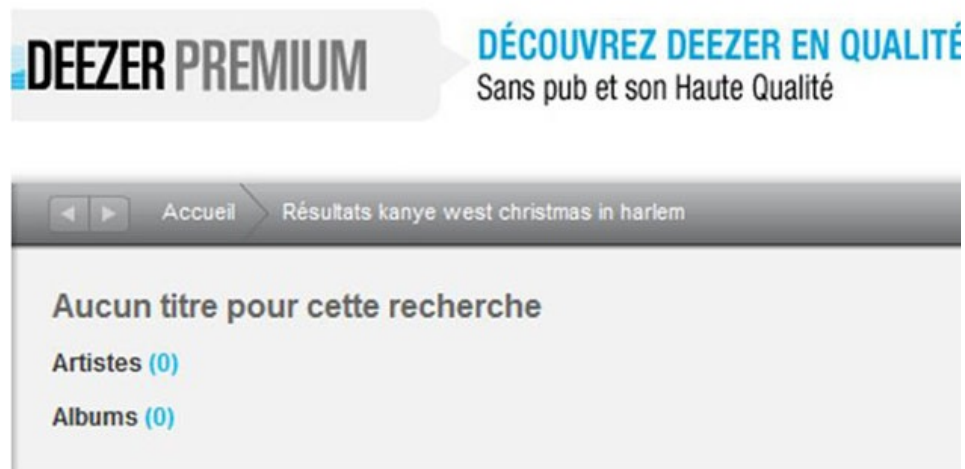 DEEZER PREMIUM
DÉCOUVREZ DEEZER EN QUALITÉ
Sans pub et son Haute Qualité
Accueil
Résultats kanye west christmas in harlem
Aucun titre pour cette recherche
Artistes (0)
Albums (0)